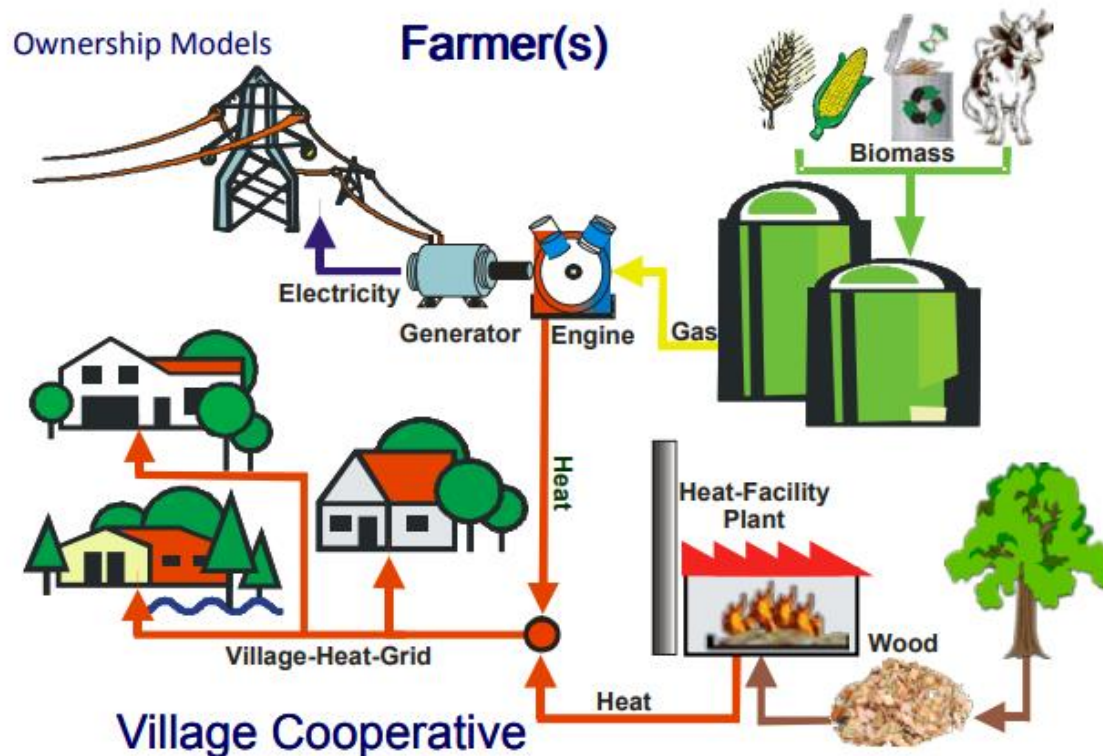 Ownership Models
Farmer(s)
Biomass
Electricity
Generator
Engine
Gas
Heat
Heat-Facility
Plant
Wood
Village-Heat-Grid
Heat
Village Cooperative